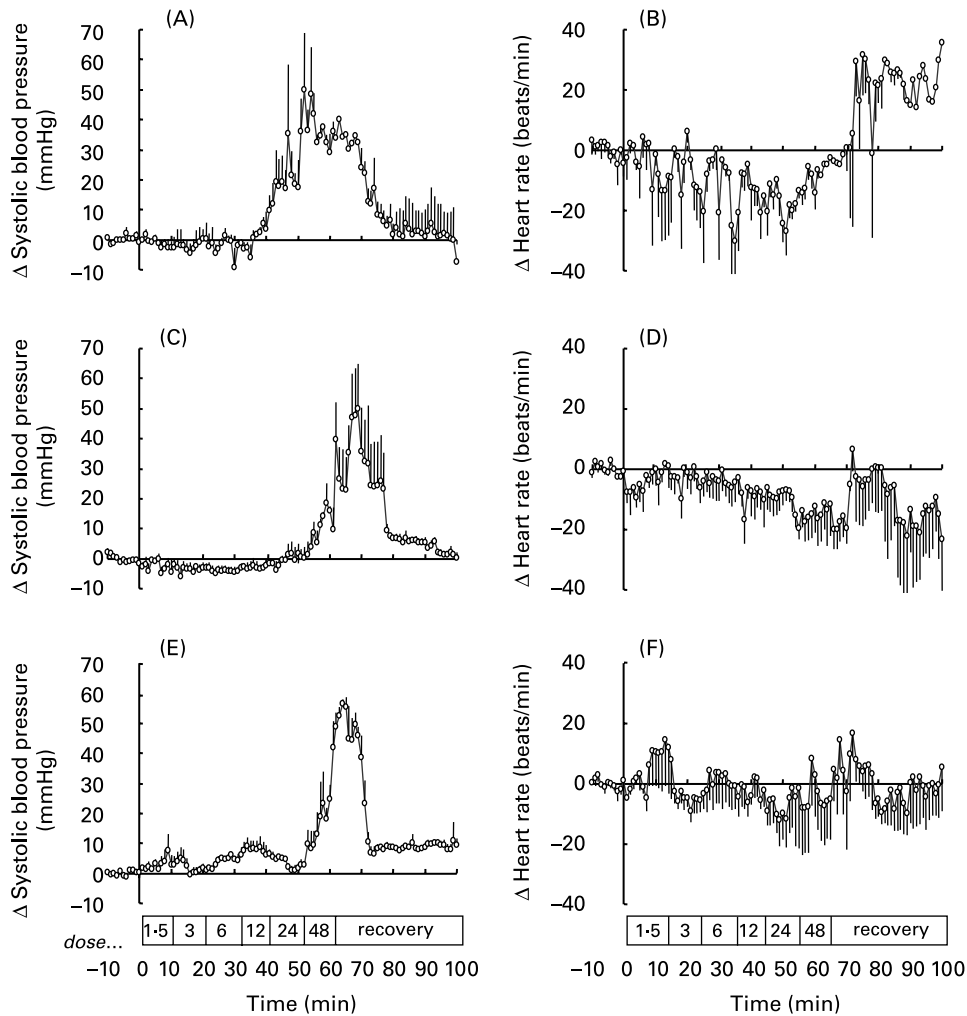 (A)
Δ Systolic blood pressure
(mmHg)
70
60
50
40
30
20
10
0
−10
(B)
Δ Heart rate (beats/min)
40
20
0
−20
−40
(C)
Δ Systolic blood pressure
(mmHg)
70
60
50
40
30
20
10
0
−10
(D)
Δ Heart rate (beats/min)
40
20
0
−20
−40
(E)
Δ Systolic blood pressure
(mmHg)
70
60
50
40
30
20
10
0
−10
(F)
Δ Heart rate (beats/min)
40
20
0
−20
−40
dose... 1·5 3 6 12 24 48 recovery
−10 0 10 20 30 40 50 60 70 80 90 100
Time (min)
1·5 3 6 12 24 48 recovery
−10 0 10 20 30 40 50 60 70 80 90 100
Time (min)